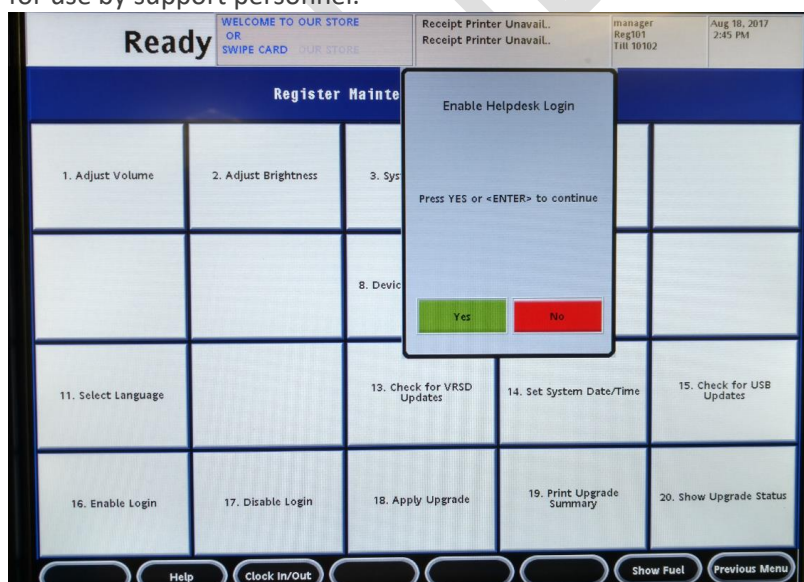 for use by support personnel.
Ready
WELCOME TO OUR STORE
OR
SWIPE CARD OUR STORE
Receipt Printer Unavail..
Receipt Printer Unavail..
manager
Reg101
Till 10102
Aug 18, 2017
2:45 PM
Register Mainte
Enable Helpdesk Login
Press YES or <ENTER> to continue
Yes
No
1. Adjust Volume
2. Adjust Brightness
3. Sys
8. Devic
11. Select Language
13. Check for VRSD
Updates
14. Set System Date/Time
15. Check for USB
Updates
16. Enable Login
17. Disable Login
18. Apply Upgrade
19. Print Upgrade
Summary
20. Show Upgrade Status
Help
Clock In/Out
Show Fuel
Previous Menu